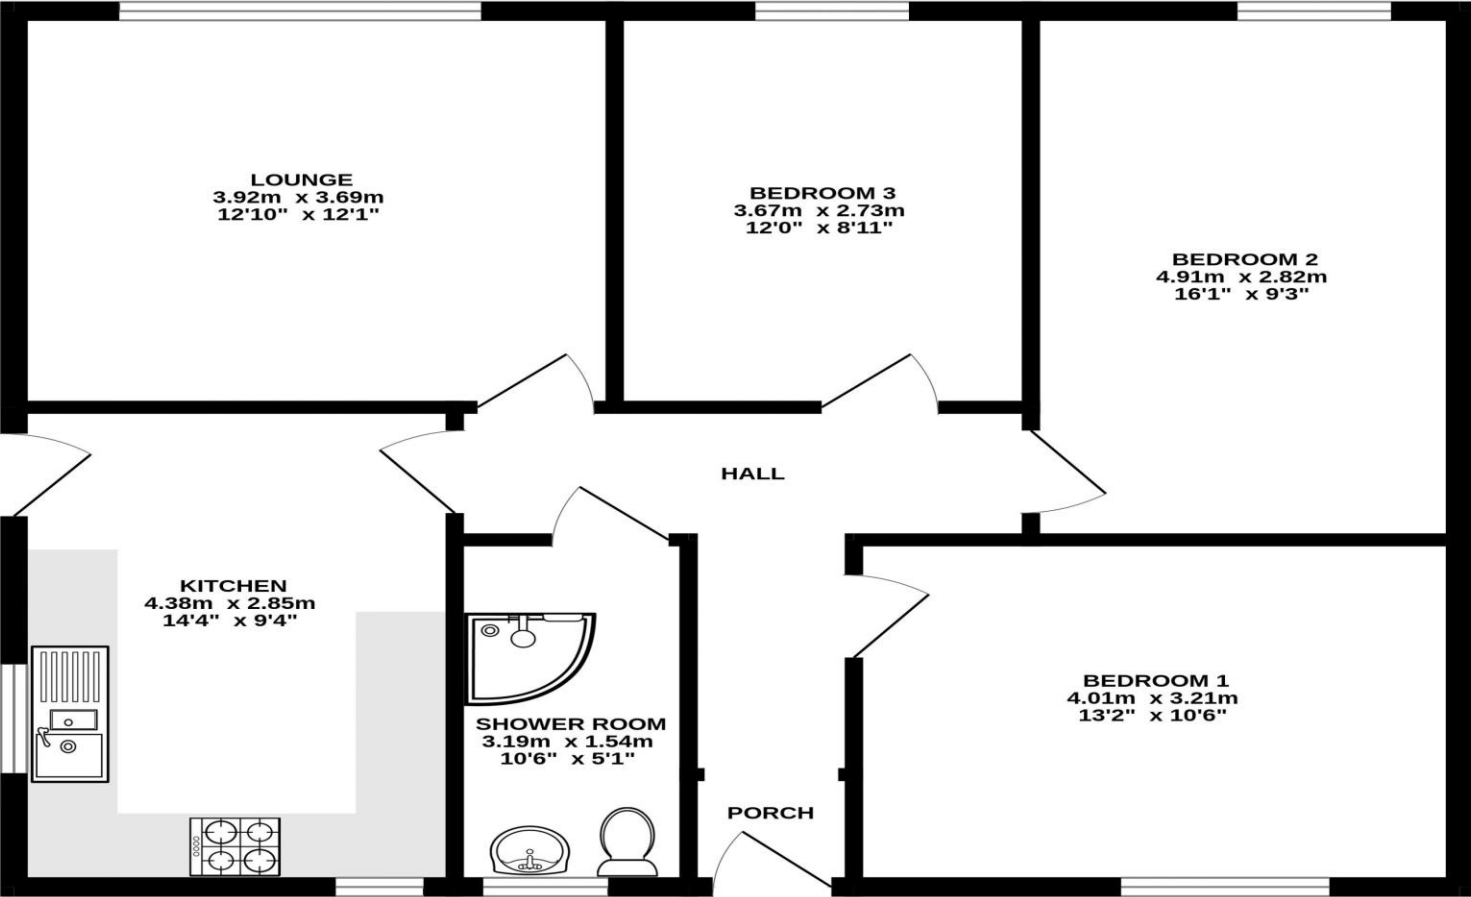 LOUNGE
3.92m x 3.69m
12'10" x 12'1"
BEDROOM 3
3.67m x 2.73m
12'0" x 8'11"
BEDROOM 2
4.91m x 2.82m
16'1" x 9'3"
HALL
KITCHEN
4.38m x 2.85m
14'4" x 9'4"
SHOWER ROOM
3.19m x 1.54m
10'6" x 5'1"
BEDROOM 1
4.01m x 3.21m
13'2" x 10'6"
PORCH